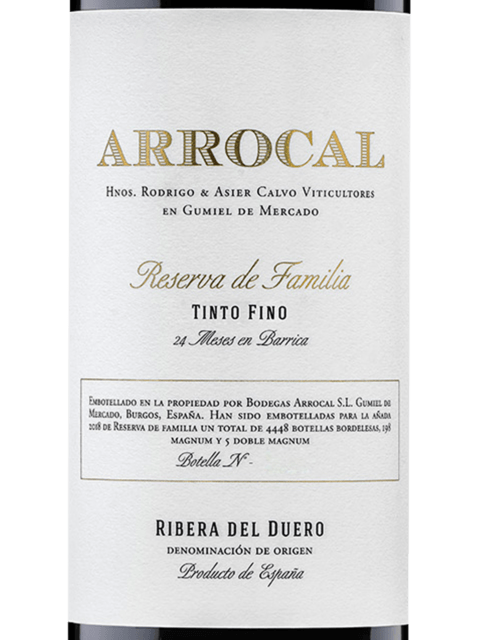 ARROCAL
Hnos. Rodrigo & Asier Calvo Viticultores
en Gumiel de Mercado
Reserva de Familia
TINTO FINO
24 Meses en Barrica
Embotellado en la propiedad por Bodegas Arrocal S.L. Gumiel de
Mercado, Burgos, España. Han sido embotelladas para la añada
2018 de Reserva de familia un total de 4448 botellas bordelesas, 198
magnum y 5 doble magnum
Botella Nº -
RIBERA DEL DUERO
DENOMINACIÓN DE ORIGEN
Producto de España